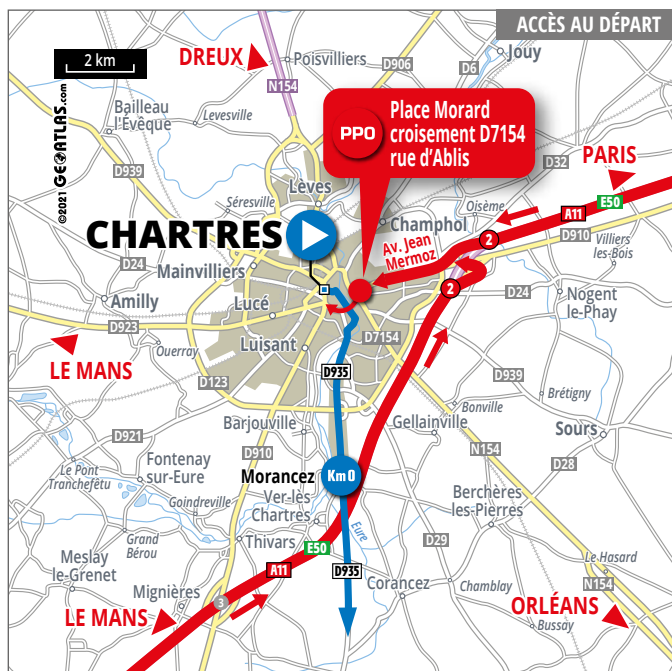 ACCÈS AU DÉPART
2 km
©2021 GEOATLAS.com
DREUX
Poisvilliers
D906
D6
Jouy
N154
Bailleau
l'Évêque
Levesville
D939
PPO
Place Morard
croisement D7154
rue d'Ablis
D32
PARIS
Séresville
Lèves
Oisème
A11
E50
CHARTRES
Champhol
Av. Jean
Mermoz
2
D910
Villiers
les-Bois
D24
Mainvilliers
Amilly
Lucé
2
D24
Nogent
le-Phay
D923
Ouerray
LE MANS
Luisant
D7154
D123
D935
D939
Brétigny
Bonville
Barjouville
Gellainville
Sours
D921
D910
N154
D28
Le Pont
Tranchefêtu
Fontenay
sur-Eure
Morancez
Km 0
Goindreville
Ver-lès
Chartres
Berchères
les-Pierres
Grand
Bérou
Thivars
E50
Eure
D29
Meslay
le-Grenet
A11
D935
Le Hasard
N154
Mignières
3
Corancez
Chamblay
LE MANS
ORLÉANS
Bussay